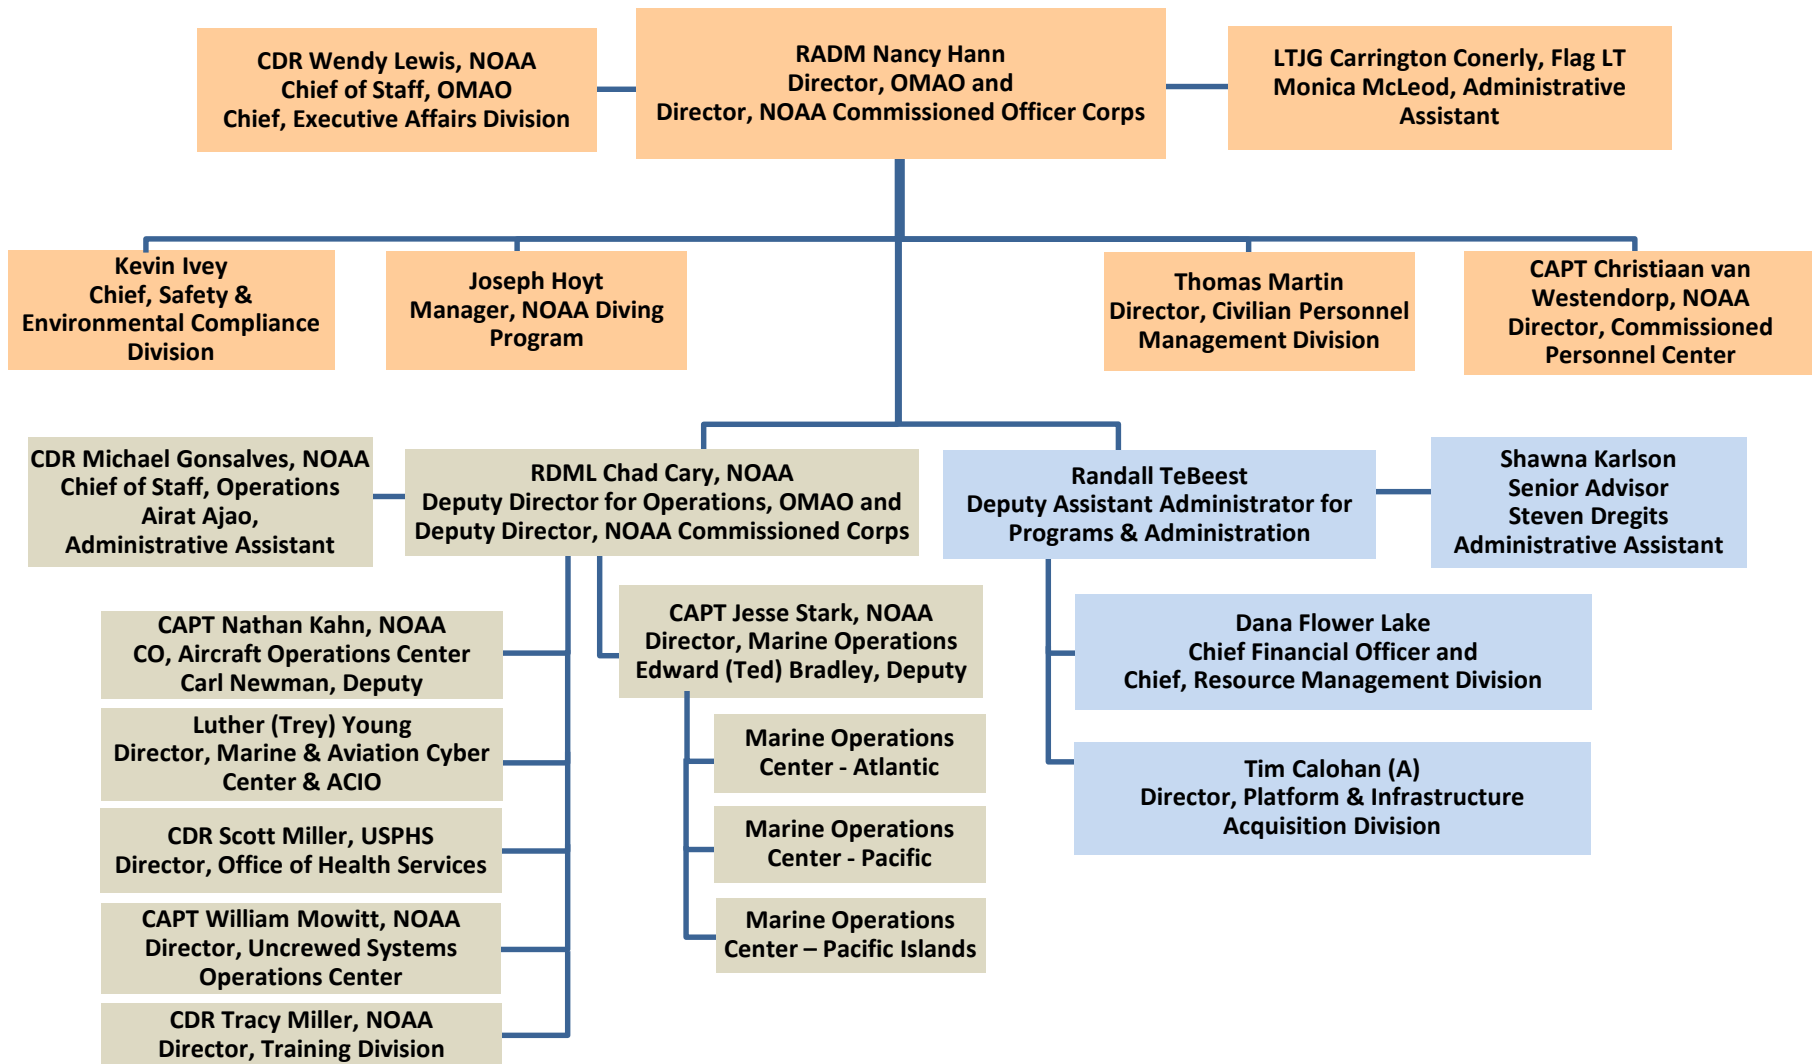 CDR Wendy Lewis, NOAA
Chief of Staff, OMAO
Chief, Executive Affairs Division
RADM Nancy Hann
Director, OMAO and
Director, NOAA Commissioned Officer Corps
LTJG Carrington Conerly, Flag LT
Monica McLeod, Administrative
Assistant
Kevin Ivey
Chief, Safety &
Environmental Compliance
Division
Joseph Hoyt
Manager, NOAA Diving
Program
Thomas Martin
Director, Civilian Personnel
Management Division
CAPT Christiaan van
Westendorp, NOAA
Director, Commissioned
Personnel Center
CDR Michael Gonsalves, NOAA
Chief of Staff, Operations
Airat Ajao,
Administrative Assistant
RDML Chad Cary, NOAA
Deputy Director for Operations, OMAO and
Deputy Director, NOAA Commissioned Corps
Randall TeBeest
Deputy Assistant Administrator for
Programs & Administration
Shawna Karlson
Senior Advisor
Steven Dregits
Administrative Assistant
CAPT Nathan Kahn, NOAA
CO, Aircraft Operations Center
Carl Newman, Deputy
Luther (Trey) Young
Director, Marine & Aviation Cyber
Center & ACIO
CDR Scott Miller, USPHS
Director, Office of Health Services
CAPT William Mowitt, NOAA
Director, Uncrewed Systems
Operations Center
CDR Tracy Miller, NOAA
Director, Training Division
CAPT Jesse Stark, NOAA
Director, Marine Operations
Edward (Ted) Bradley, Deputy
Marine Operations
Center - Atlantic
Marine Operations
Center - Pacific
Marine Operations
Center – Pacific Islands
Dana Flower Lake
Chief Financial Officer and
Chief, Resource Management Division
Tim Calohan (A)
Director, Platform & Infrastructure
Acquisition Division